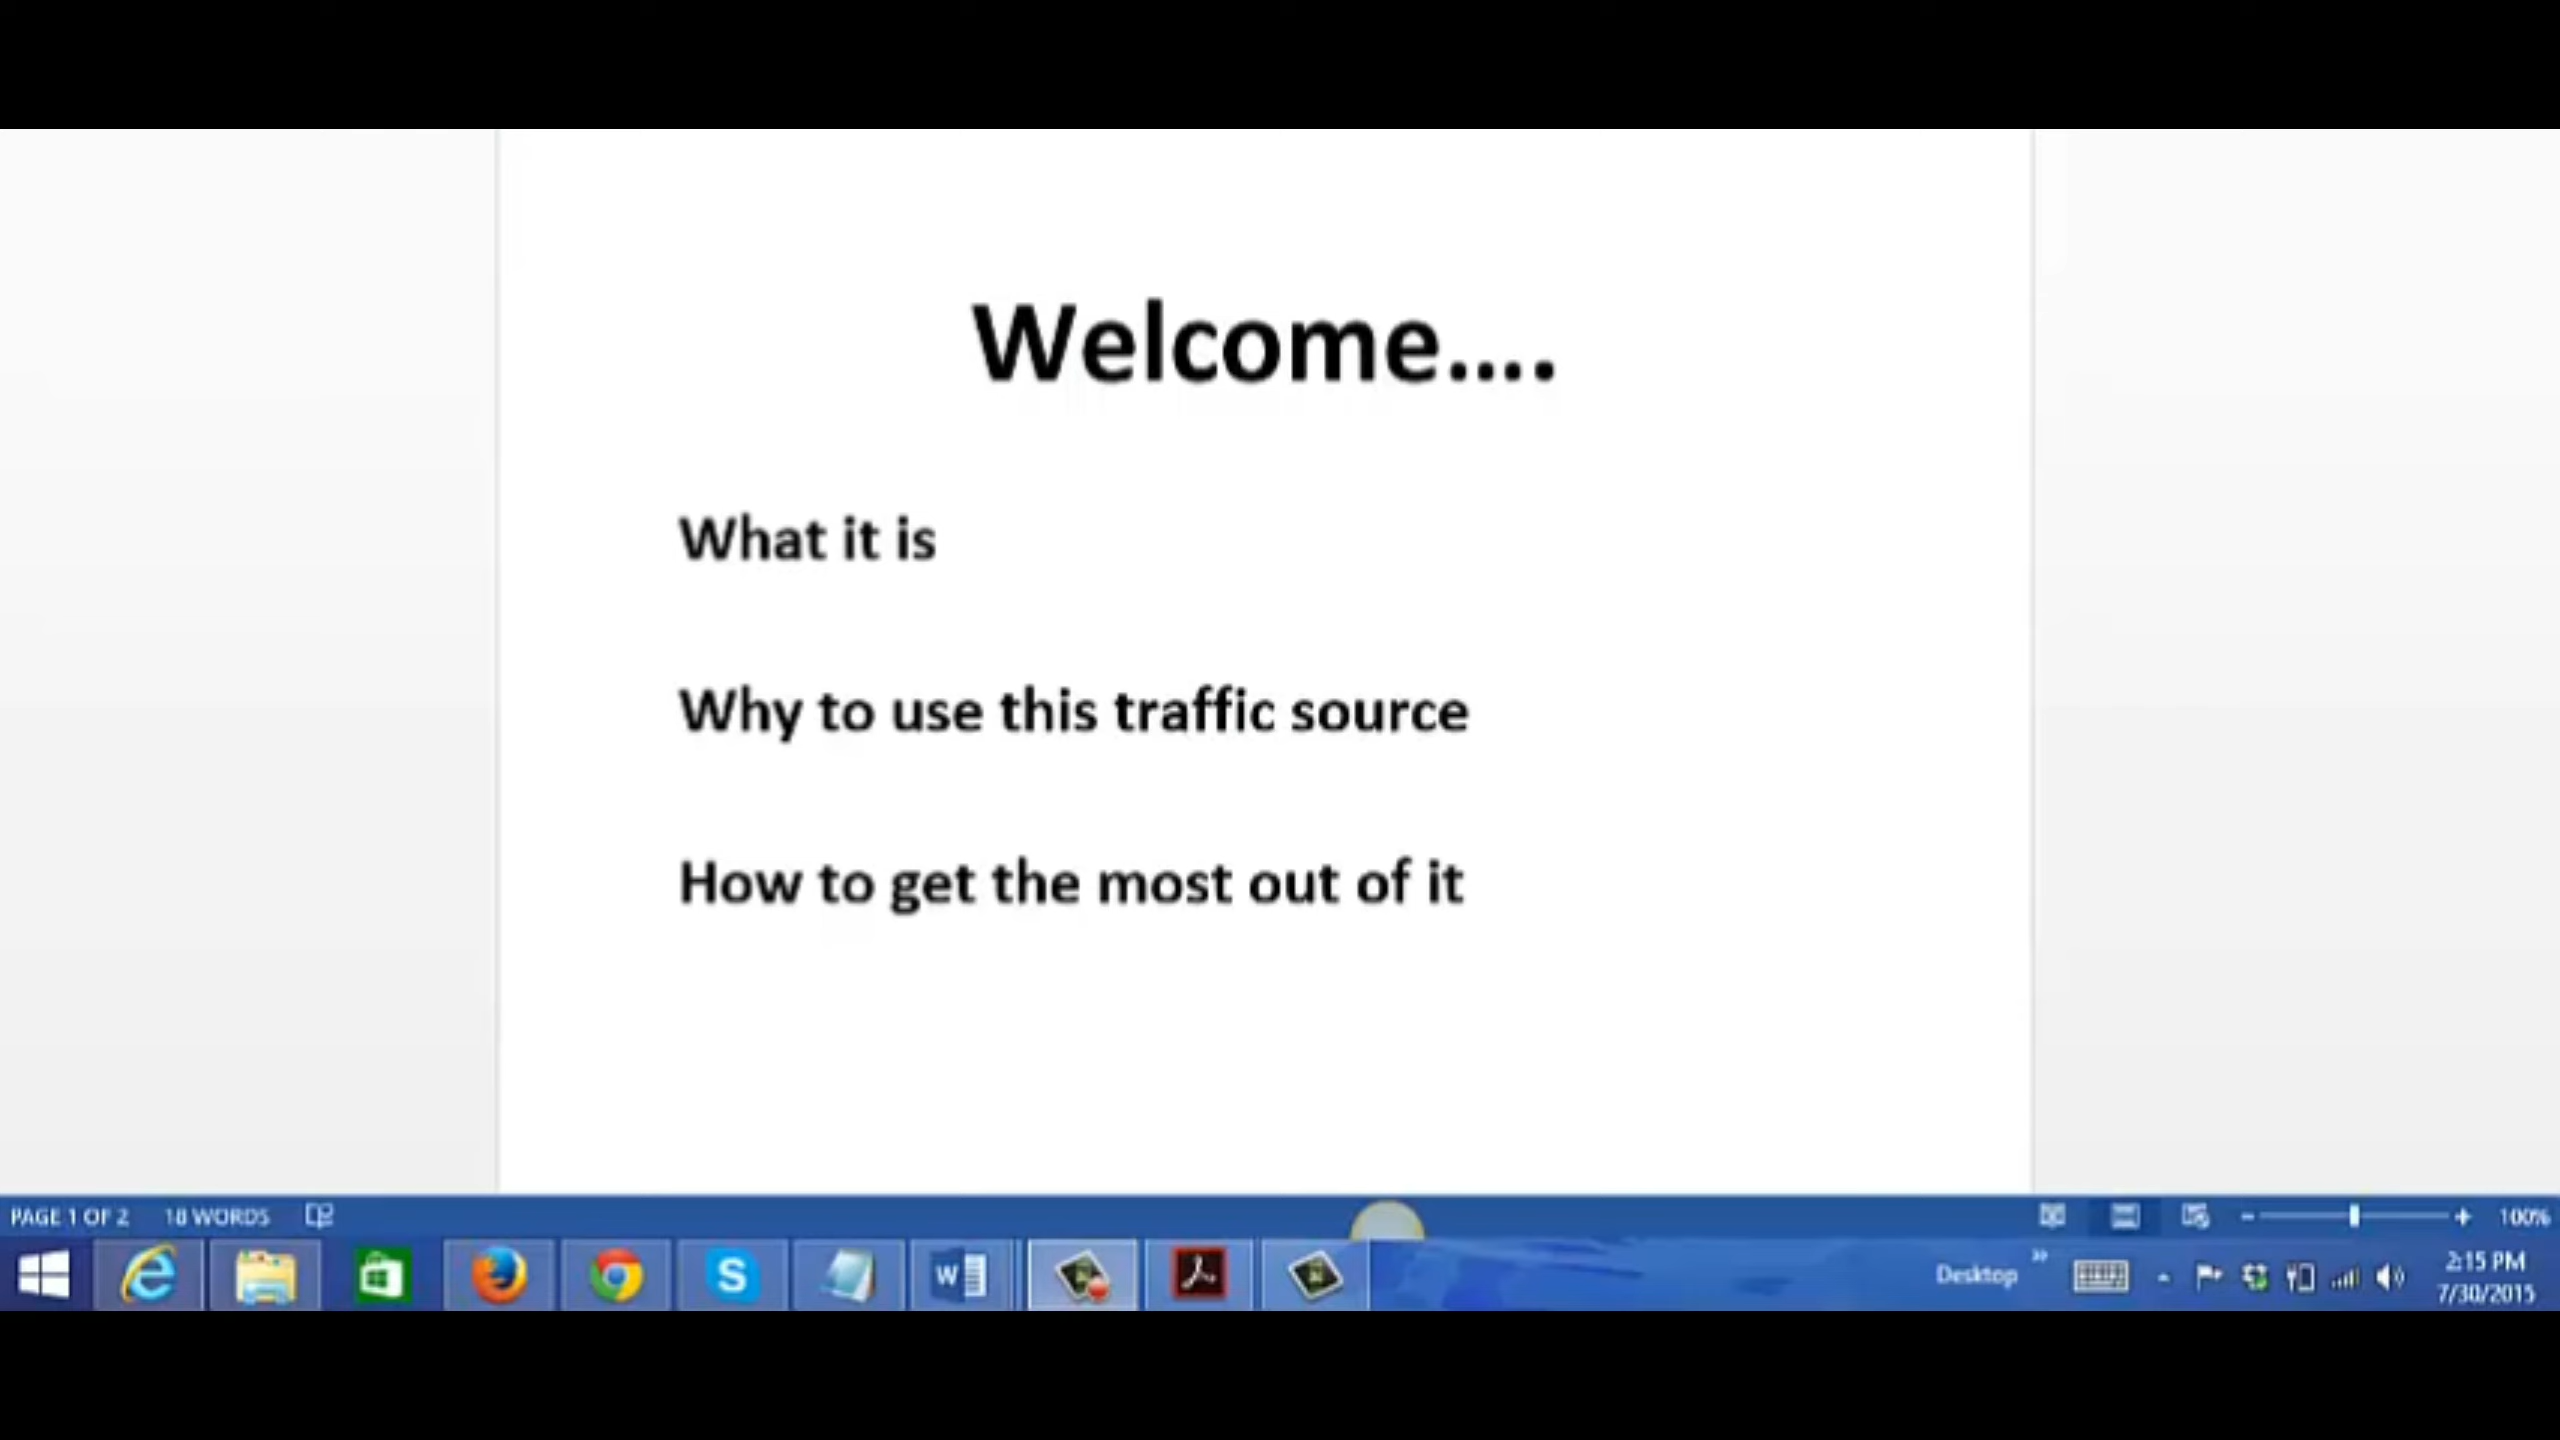 Welcome....
What it is
Why to use this traffic source
How to get the most out of it
PAGE 1 OF 2 18 WORDS 100%
Desktop 2:15 PM
7/30/2015